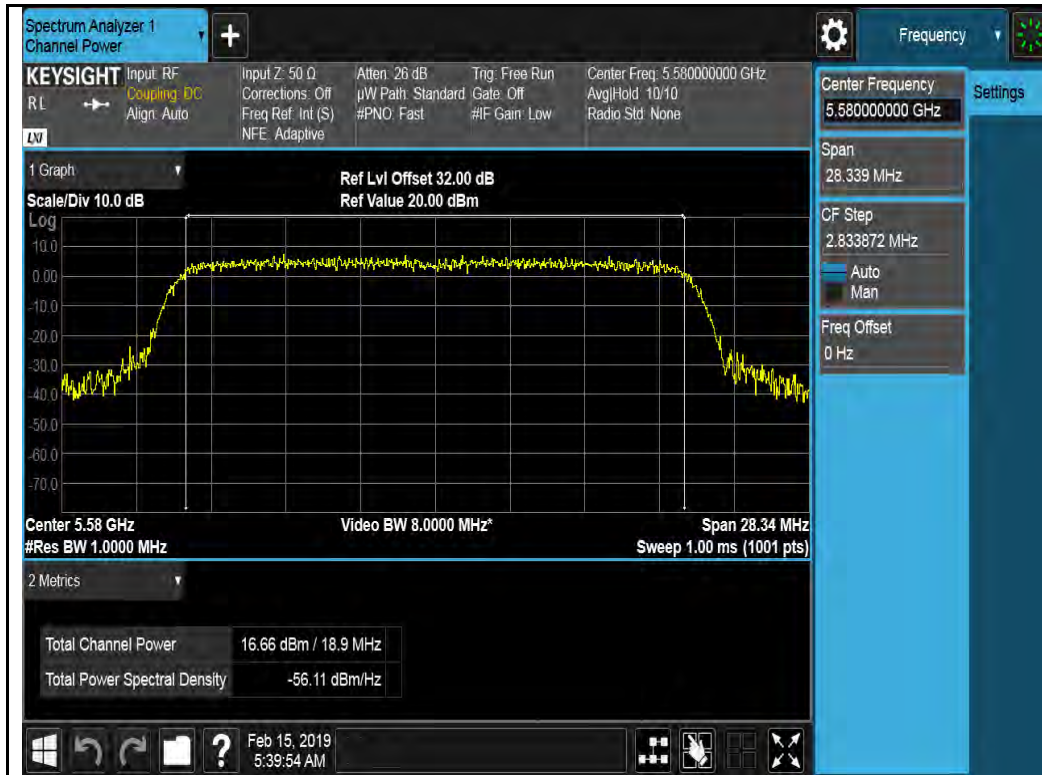 Spectrum Analyzer 1
Channel Power
+
Frequency
KEYSIGHT
RL
LXI
Input: RF
Coupling: DC
Align: Auto
Input Z: 50 Ω
Corrections: Off
Freq Ref: Int (S)
NFE: Adaptive
Atten: 26 dB
µW Path: Standard
#PNO: Fast
Trig: Free Run
Gate: Off
#IF Gain: Low
Center Freq: 5.580000000 GHz
Avg|Hold: 10/10
Radio Std: None
Center Frequency
5.580000000 GHz
Settings
Span
28.339 MHz
CF Step
2.833872 MHz
Auto
Man
Freq Offset
0 Hz
1 Graph
Scale/Div 10.0 dB
Ref Lvl Offset 32.00 dB
Ref Value 20.00 dBm
Log
10.0
0.00
-10.0
-20.0
-30.0
-40.0
-50.0
-60.0
-70.0
Center 5.58 GHz
#Res BW 1.0000 MHz
Video BW 8.0000 MHz*
Span 28.34 MHz
Sweep 1.00 ms (1001 pts)
2 Metrics
Total Channel Power 16.66 dBm / 18.9 MHz
Total Power Spectral Density -56.11 dBm/Hz
?
Feb 15, 2019
5:39:54 AM